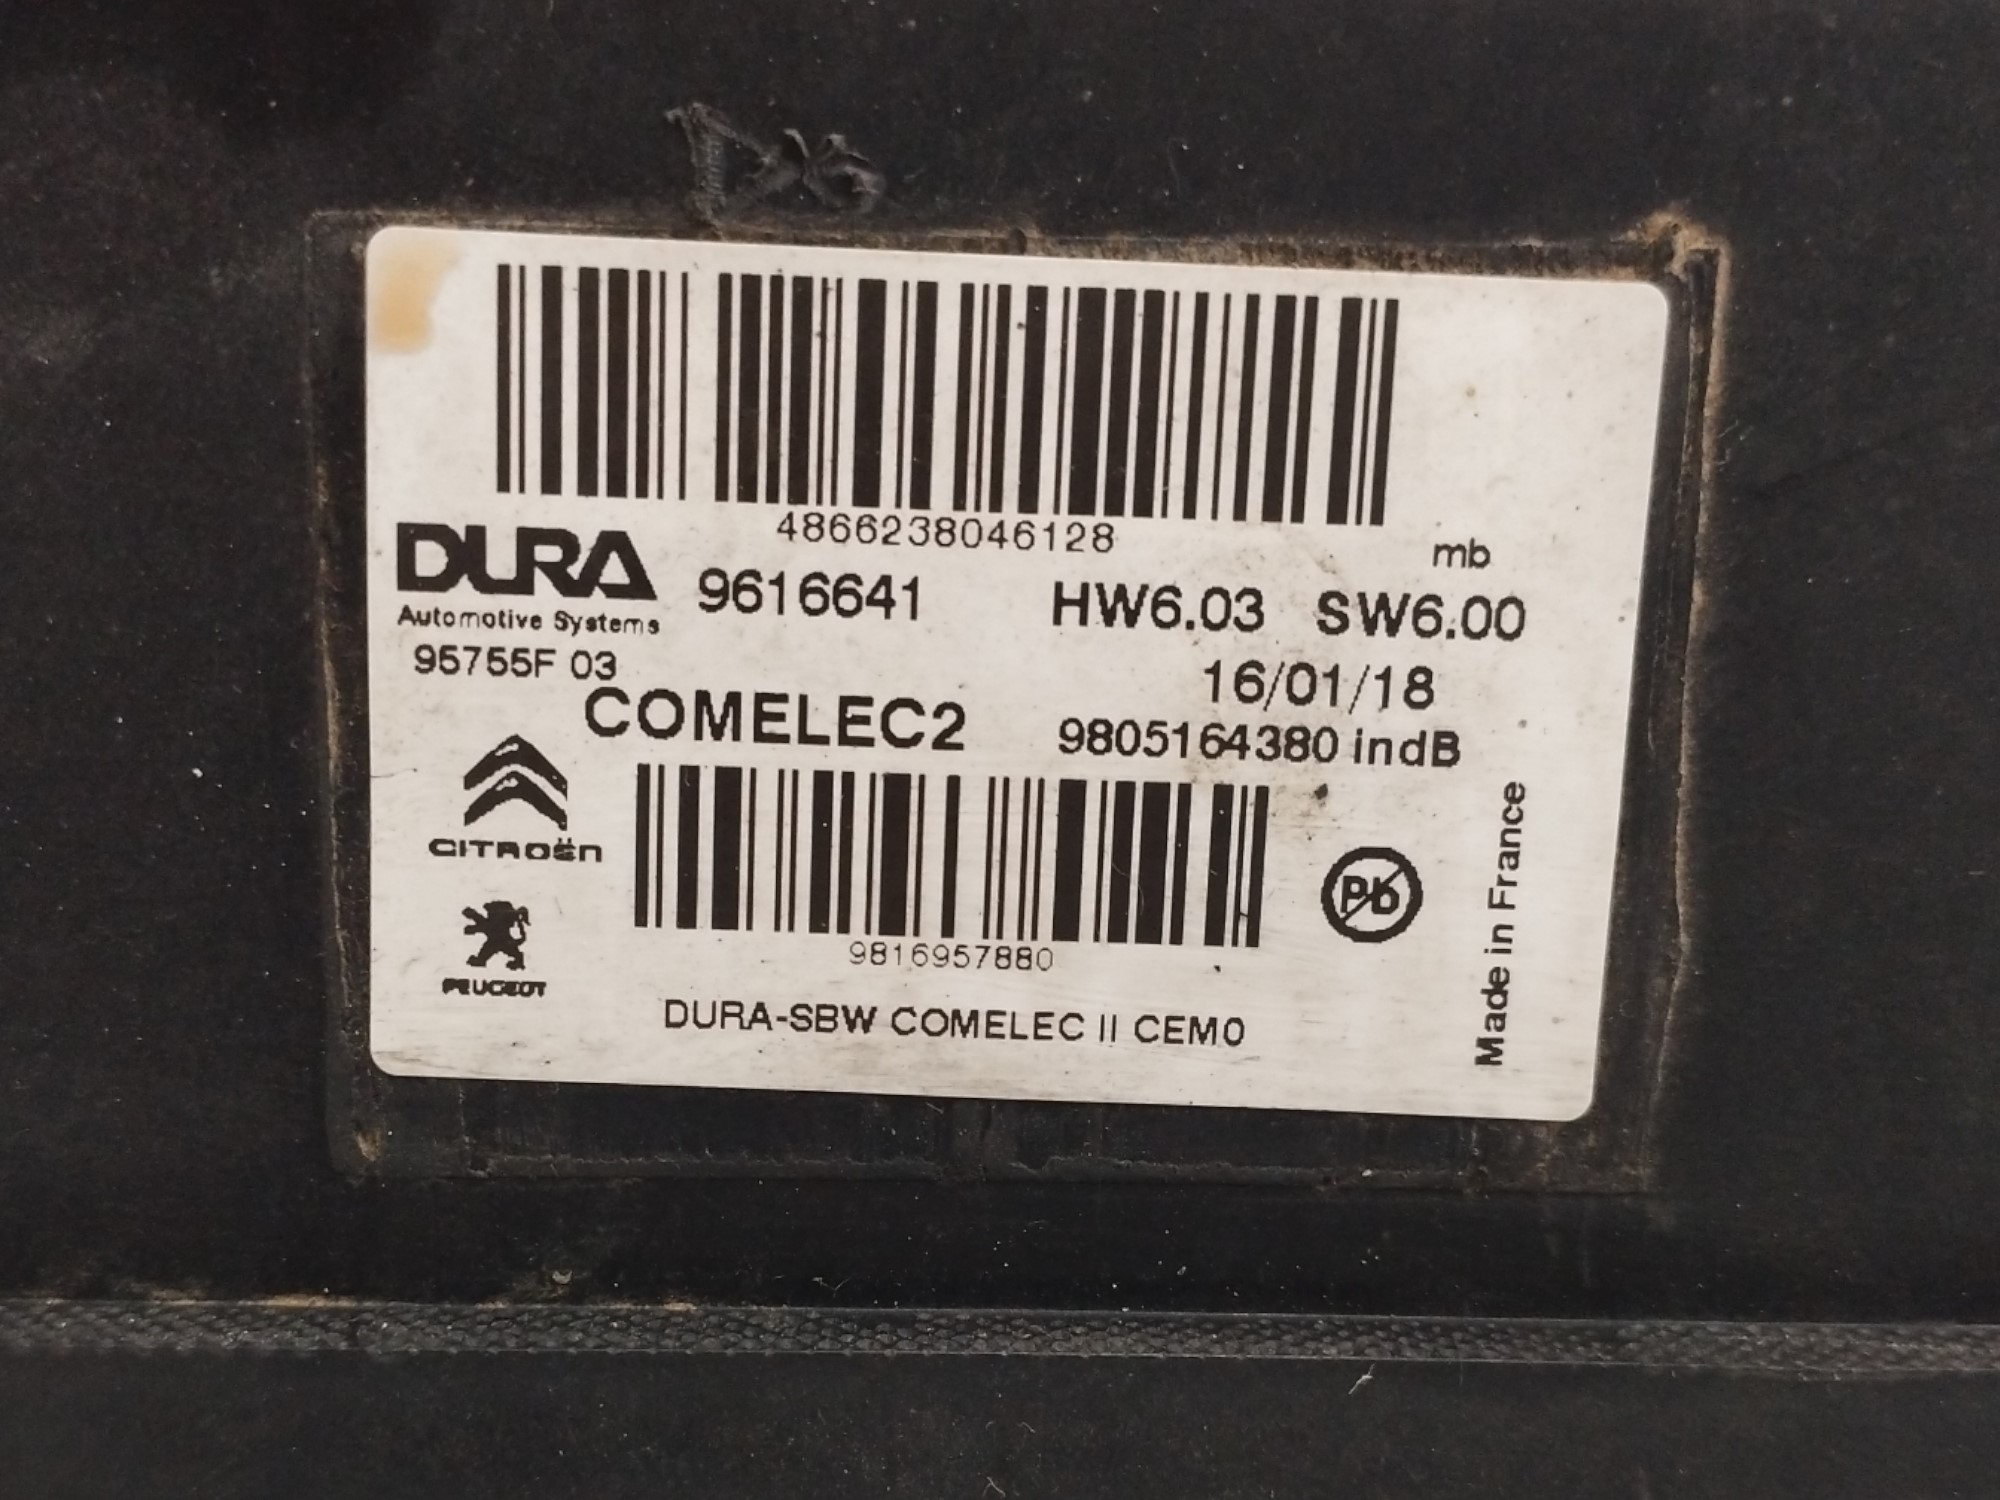 4866238046128
mb
DURA
Automotive Systems
9616641 HW6.03 SW6.00
95755F 03
16/01/18
COMELEC2
9805164380 indB
CITROËN
PEUGEOT
Pb
9816957880
DURA-SBW COMELEC II CEM0
Made in France